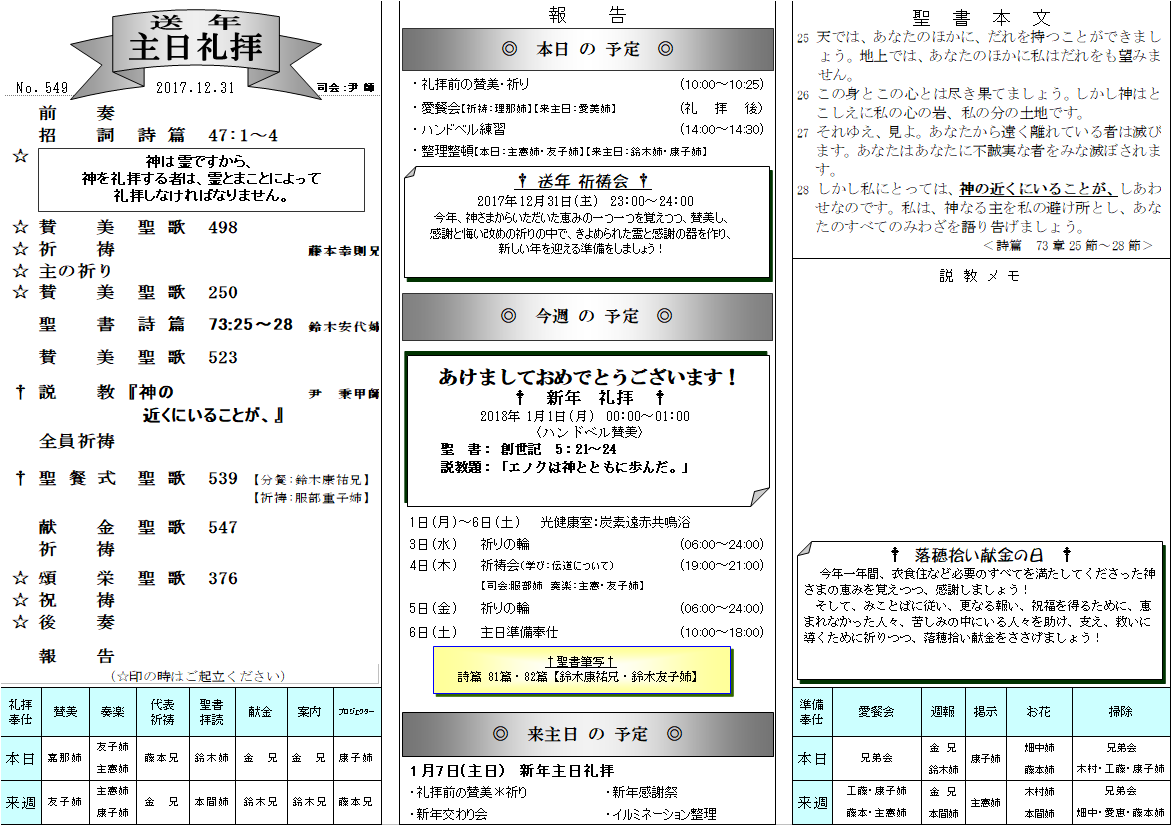 送 年
主日礼拝
No. 549 2017.12.31 司会：尹 師
前 奏
招 詞 詩 篇 47：1～4
☆ 神は霊ですから、
神を礼拝する者は、霊とまことによって
礼拝しなければなりません。
☆ 賛 美 聖 歌 498
☆ 祈 祷 藤本幸則兄
☆ 主の祈り
☆ 賛 美 聖 歌 250
聖 書 詩 篇 73:25～28 鈴木安代姉
賛 美 聖 歌 523
† 説 教 『神の 尹 秉甲師
近くにいることが、』
全員祈祷
† 聖 餐 式 聖 歌 539 【分餐：鈴木康祐兄】
【祈祷：服部重子姉】
献 金 聖 歌 547
祈 祷
☆ 頌 栄 聖 歌 376
☆ 祝 祷
☆ 後 奏
報 告
（☆印の時はご起立ください）
礼拝奉仕 賛美 奏楽 代表祈祷 聖書拝読 献金 案内 プロジェクター
本日 嘉那姉 友子姉 主憲姉 藤本兄 鈴木姉 金 兄 金 兄 康子姉
来週 友子姉 主憲姉 康子姉 金 兄 本間姉 鈴木兄 鈴木兄 藤本兄
報 告
◎ 本日 の 予定 ◎
・礼拝前の賛美・祈り (10:00～10:25)
・愛餐会【祈祷：理那姉】【来主日：愛美姉】 (礼 拝 後)
・ハンドベル練習 (14:00～14:30)
・整理整頓【本日：主憲姉・友子姉】【来主日：鈴木姉・康子姉】
† 送年 祈祷会 †
2017年12月31日(主) 23:00～24:00
今年、神さまからいただいた恵みの一つ一つを覚えつつ、賛美し、
感謝と悔い改めの祈りの中で、きよめられた霊と感謝の器を作り、
新しい年を迎える準備をしましょう！
◎ 今週 の 予定 ◎
あけましておめでとうございます！
† 新年 礼拝 †
2018年 1月1日(月) 00:00～01:00
〈ハンドベル賛美〉
聖 書： 創世記 5：21～24
説教題：「エノクは神とともに歩んだ。」
1日(月)～6日(土) 光健康室：炭素遠赤共鳴浴
3日(水) 祈りの輪 (06:00～24:00)
4日(木) 祈祷会(学び：伝道について) (19:00～21:00)
【司会:服部姉 奏楽：主憲・友子姉】
5日(金) 祈りの輪 (06:00～24:00)
6日(土) 主日準備奉仕 (10:00～18:00)
†聖書筆写†
詩篇 81篇・82篇【鈴木康祐兄・鈴木友子姉】
◎ 来主日 の 予定 ◎
1月7日(主日) 新年主日礼拝
・礼拝前の賛美＊祈り ・新年感謝祭
・新年交わり会 ・イルミネーション整理
聖 書 本 文
25 天では、あなたのほかに、だれを持つことができまし
ょう。地上では、あなたのほかに私はだれをも望みま
せん。
26 この身とこの心とは尽き果てましょう。しかし神はと
こしえに私の心の岩、私の分の土地です。
27 それゆえ、見よ。あなたから遠く離れている者は滅び
ます。あなたはあなたに不誠実な者をみな滅ぼされま
す。
28 しかし私にとっては、神の近くにいることが、しあわ
せなのです。私は、神なる主を私の避け所とし、あな
たのすべてのみわざを語り告げましょう。
＜詩篇 73 章 25 節～28 節＞
説 教 メ モ
† 落穂拾い献金の日 †
今年一年間、衣食住など必要のすべてを満たしてくださった神
さまの恵みを覚えつつ、感謝しましょう！
そして、みことばに従い、更なる報い、祝福を得るために、恵
まれなかった人々、苦しみの中にいる人々を助け、支え、救いに
導くために祈りつつ、落穂拾い献金をささげましょう！
準備奉仕 愛餐会 週報 掲示 お花 掃除
本日 兄弟会 金 兄 鈴木姉 康子姉 畑中姉 藤本姉 兄弟会 木村・工藤・康子姉
来週 工藤・康子姉 藤本・主憲姉 金 兄 本間姉 主憲姉 木村姉 本間姉 兄弟会 畑中・愛恵・藤本姉